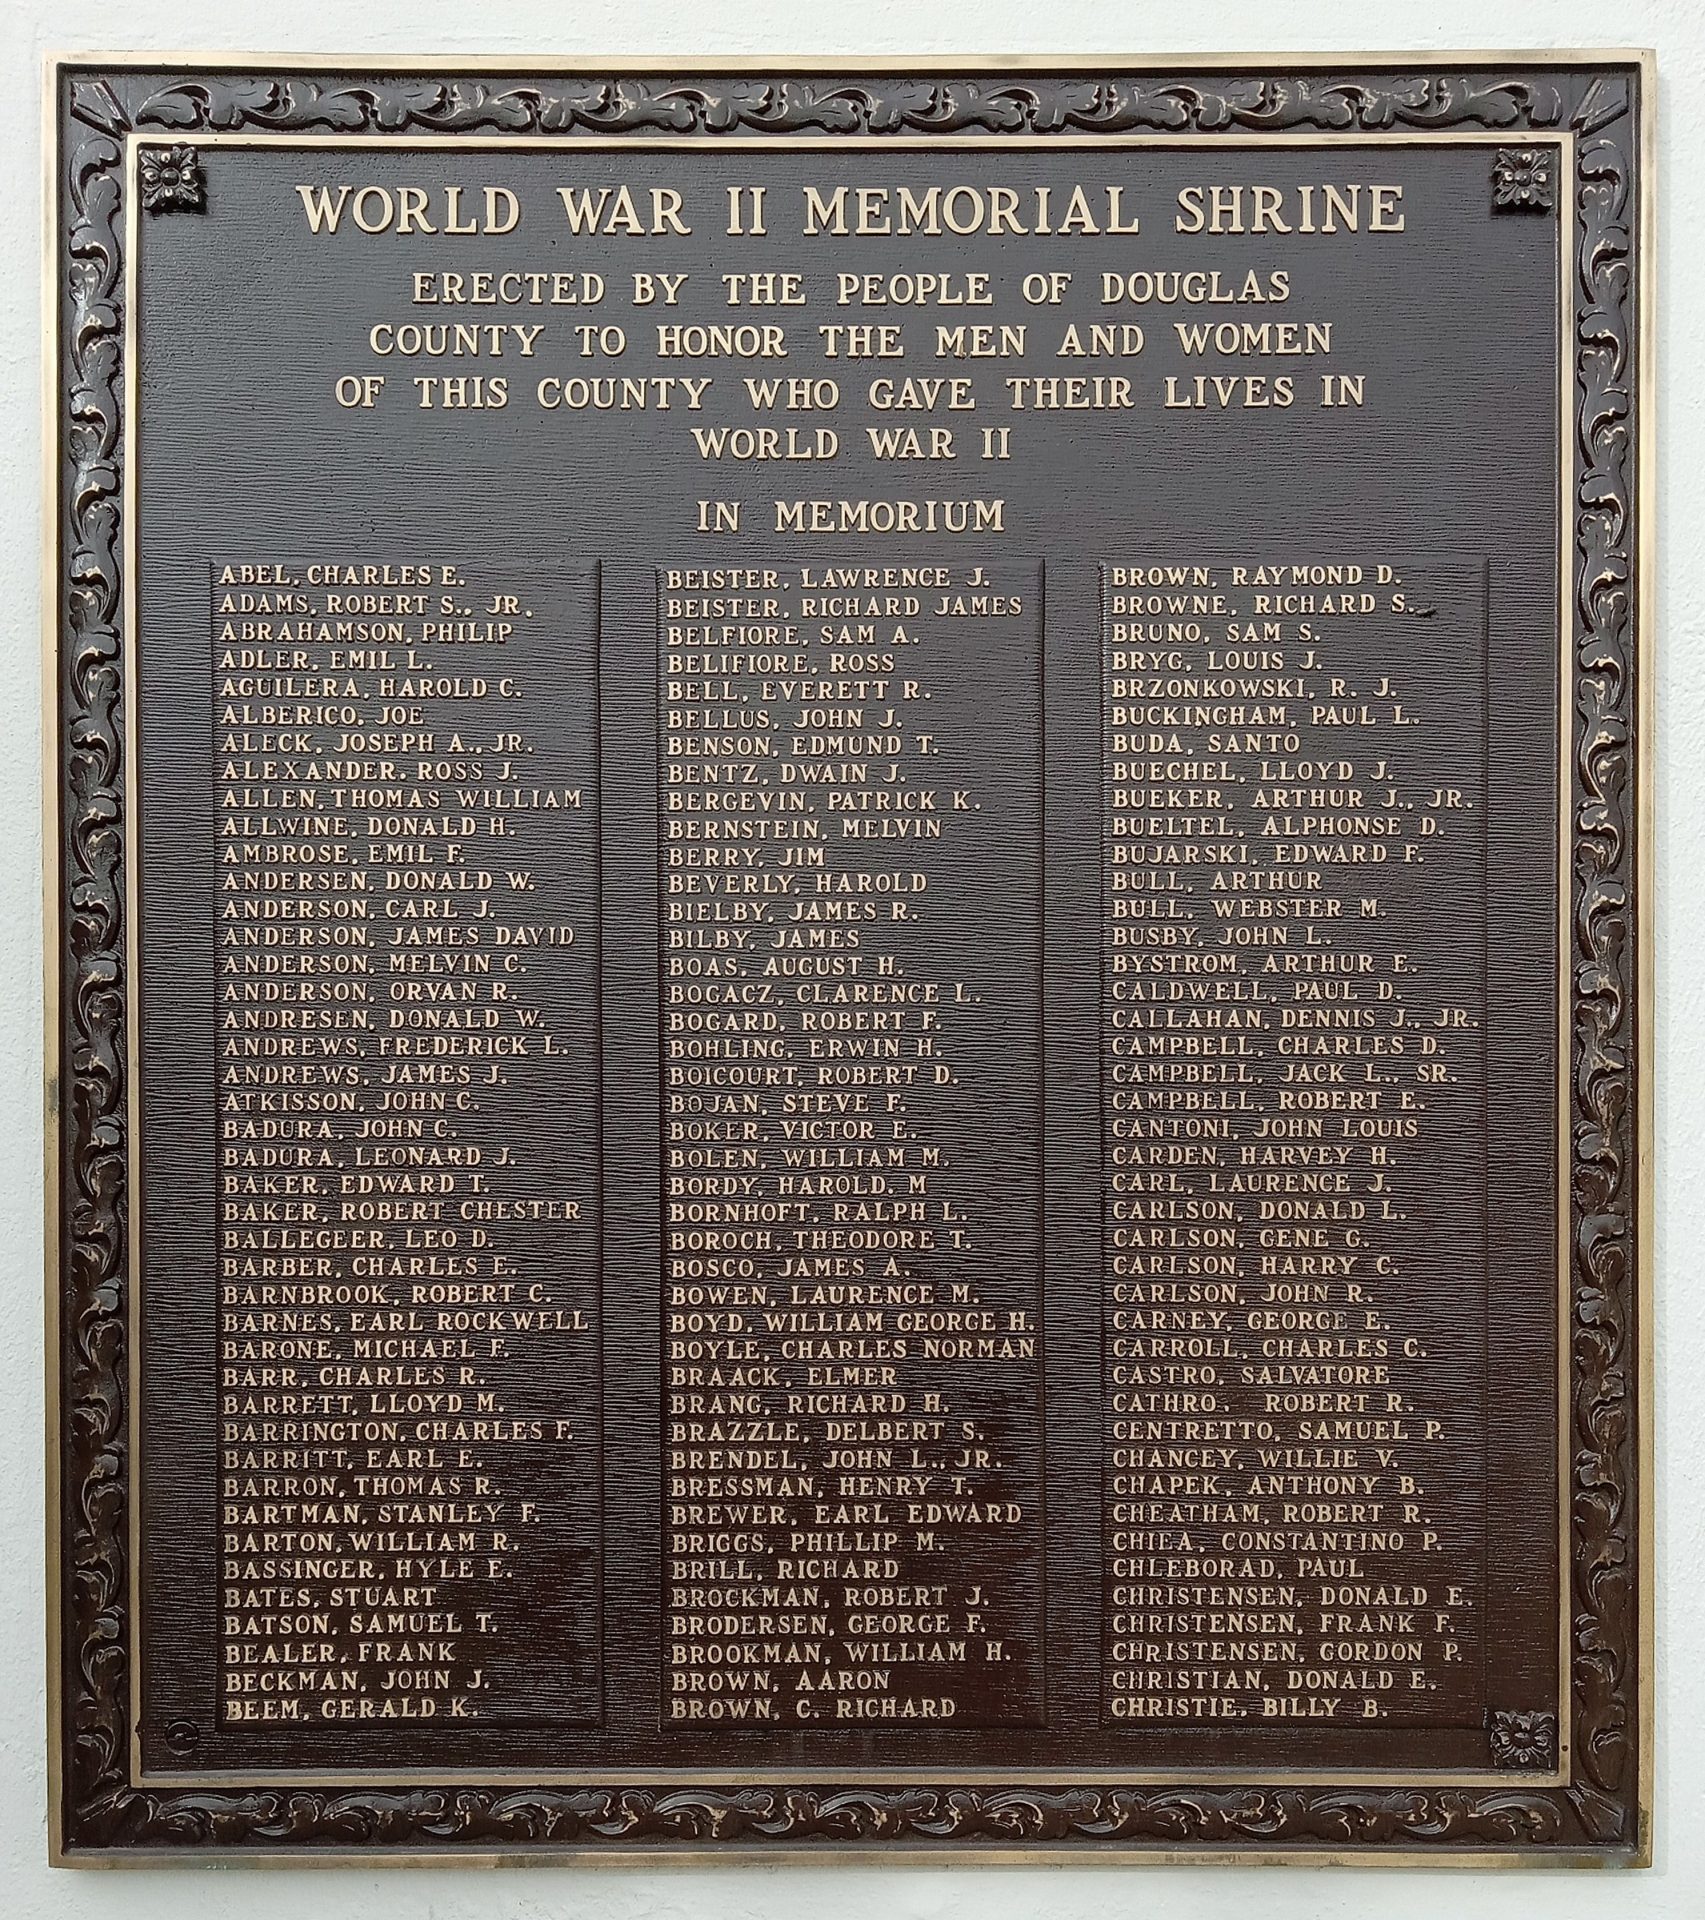 WORLD WAR II MEMORIAL SHRINE
ERECTED BY THE PEOPLE OF DOUGLAS
COUNTY TO HONOR THE MEN AND WOMEN
OF THIS COUNTY WHO GAVE THEIR LIVES IN
WORLD WAR II
IN MEMORIUM
ABEL, CHARLES E.
ADAMS, ROBERT S., JR.
ABRAHAMSON, PHILIP
ADLER, EMIL L.
AGUILERA, HAROLD C.
ALBERICO, JOE
ALECK, JOSEPH A., JR.
ALEXANDER, ROSS J.
ALLEN, THOMAS WILLIAM
ALLWINE, DONALD H.
AMBROSE, EMIL F.
ANDERSEN, DONALD W.
ANDERSON, CARL J.
ANDERSON, JAMES DAVID
ANDERSON, MELVIN C.
ANDERSON, ORVAN R.
ANDRESEN, DONALD W.
ANDREWS, FREDERICK L.
ANDREWS, JAMES J.
ATKISSON, JOHN C.
BADURA, JOHN C.
BADURA, LEONARD J.
BAKER, EDWARD T.
BAKER, ROBERT CHESTER
BALLEGEER, LEO D.
BARBER, CHARLES E.
BARNBROOK, ROBERT C.
BARNES, EARL ROCKWELL
BARONE, MICHAEL F.
BARR, CHARLES R.
BARRETT, LLOYD M.
BARRINGTON, CHARLES F.
BARRITT, EARL E.
BARRON, THOMAS R.
BARTMAN, STANLEY F.
BARTON, WILLIAM R.
BASSINGER, HYLE E.
BATES, STUART
BATSON, SAMUEL T.
BEALER, FRANK
BECKMAN, JOHN J.
BEEM, GERALD K.
BEISTER, LAWRENCE J.
BEISTER, RICHARD JAMES
BELFIORE, SAM A.
BELIFIORE, ROSS
BELL, EVERETT R.
BELLUS, JOHN J.
BENSON, EDMUND T.
BENTZ, DWAIN J.
BERGEVIN, PATRICK K.
BERNSTEIN, MELVIN
BERRY, JIM
BEVERLY, HAROLD
BIELBY, JAMES R.
BILBY, JAMES
BOAS, AUGUST H.
BOGACZ, CLARENCE L.
BOGARD, ROBERT F.
BOHLING, ERWIN H.
BOICOURT, ROBERT D.
BOJAN, STEVE F.
BOKER, VICTOR E.
BOLEN, WILLIAM M.
BORDY, HAROLD. M
BORNHOFT, RALPH L.
BOROCH, THEODORE T.
BOSCO, JAMES A.
BOWEN, LAURENCE M.
BOYD, WILLIAM GEORGE H.
BOYLE, CHARLES NORMAN
BRAACK, ELMER
BRANG, RICHARD H.
BRAZZLE, DELBERT S.
BRENDEL, JOHN L., JR.
BRESSMAN, HENRY T.
BREWER, EARL EDWARD
BRIGGS, PHILLIP M.
BRILL, RICHARD
BROCKMAN, ROBERT J.
BRODERSEN, GEORGE F.
BROOKMAN, WILLIAM H.
BROWN, AARON
BROWN, C. RICHARD
BROWN, RAYMOND D.
BROWNE, RICHARD S.
BRUNO, SAM S.
BRYG, LOUIS J.
BRZONKOWSKI, R. J.
BUCKINGHAM, PAUL L.
BUDA, SANTO
BUECHEL, LLOYD J.
BUEKER, ARTHUR J., JR.
BUELTEL, ALPHONSE D.
BUJARSKI, EDWARD F.
BULL, ARTHUR
BULL, WEBSTER M.
BUSBY, JOHN L.
BYSTROM, ARTHUR E.
CALDWELL, PAUL D.
CALLAHAN, DENNIS J., JR.
CAMPBELL, CHARLES D.
CAMPBELL, JACK L., SR.
CAMPBELL, ROBERT E.
CANTONI, JOHN LOUIS
CARDEN, HARVEY H.
CARL, LAURENCE J.
CARLSON, DONALD L.
CARLSON, GENE G.
CARLSON, HARRY C.
CARLSON, JOHN R.
CARNEY, GEORGE E.
CARROLL, CHARLES C.
CASTRO, SALVATORE
CATHRO, ROBERT R.
CENTRETTO, SAMUEL P.
CHANCEY, WILLIE V.
CHAPEK, ANTHONY B.
CHEATHAM, ROBERT R.
CHIEA, CONSTANTINO P.
CHLEBORAD, PAUL
CHRISTENSEN, DONALD E.
CHRISTENSEN, FRANK F.
CHRISTENSEN, GORDON P.
CHRISTIAN, DONALD E.
CHRISTIE, BILLY B.